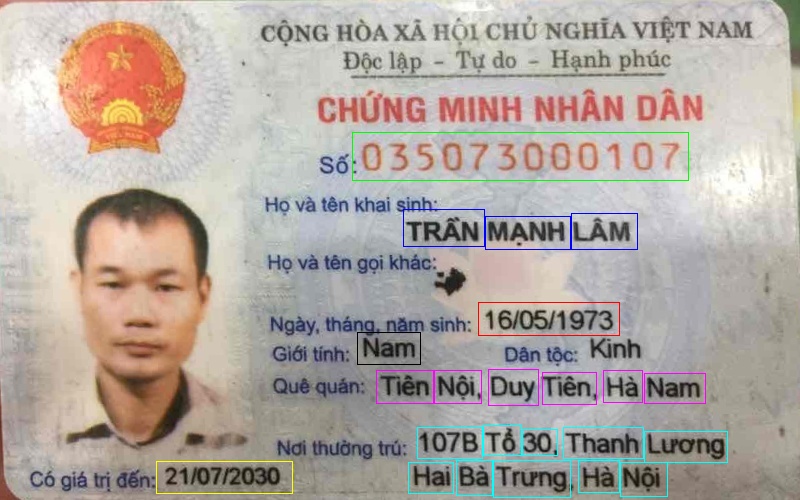 CỘNG HÒA XÃ HỘI CHỦ NGHĨA VIỆT NAM
Độc lập - Tự do - Hạnh phúc
CHỨNG MINH NHÂN DÂN
Số: 035073000107
Họ và tên khai sinh:
TRẦN MẠNH LÂM
Họ và tên gọi khác:
Ngày, tháng, năm sinh: 16/05/1973
Giới tính: Nam Dân tộc: Kinh
Quê quán: Tiên Nội, Duy Tiên, Hà Nam
Nơi thường trú: 107B Tổ 30, Thanh Lương
Hai Bà Trưng, Hà Nội
Có giá trị đến: 21/07/2030